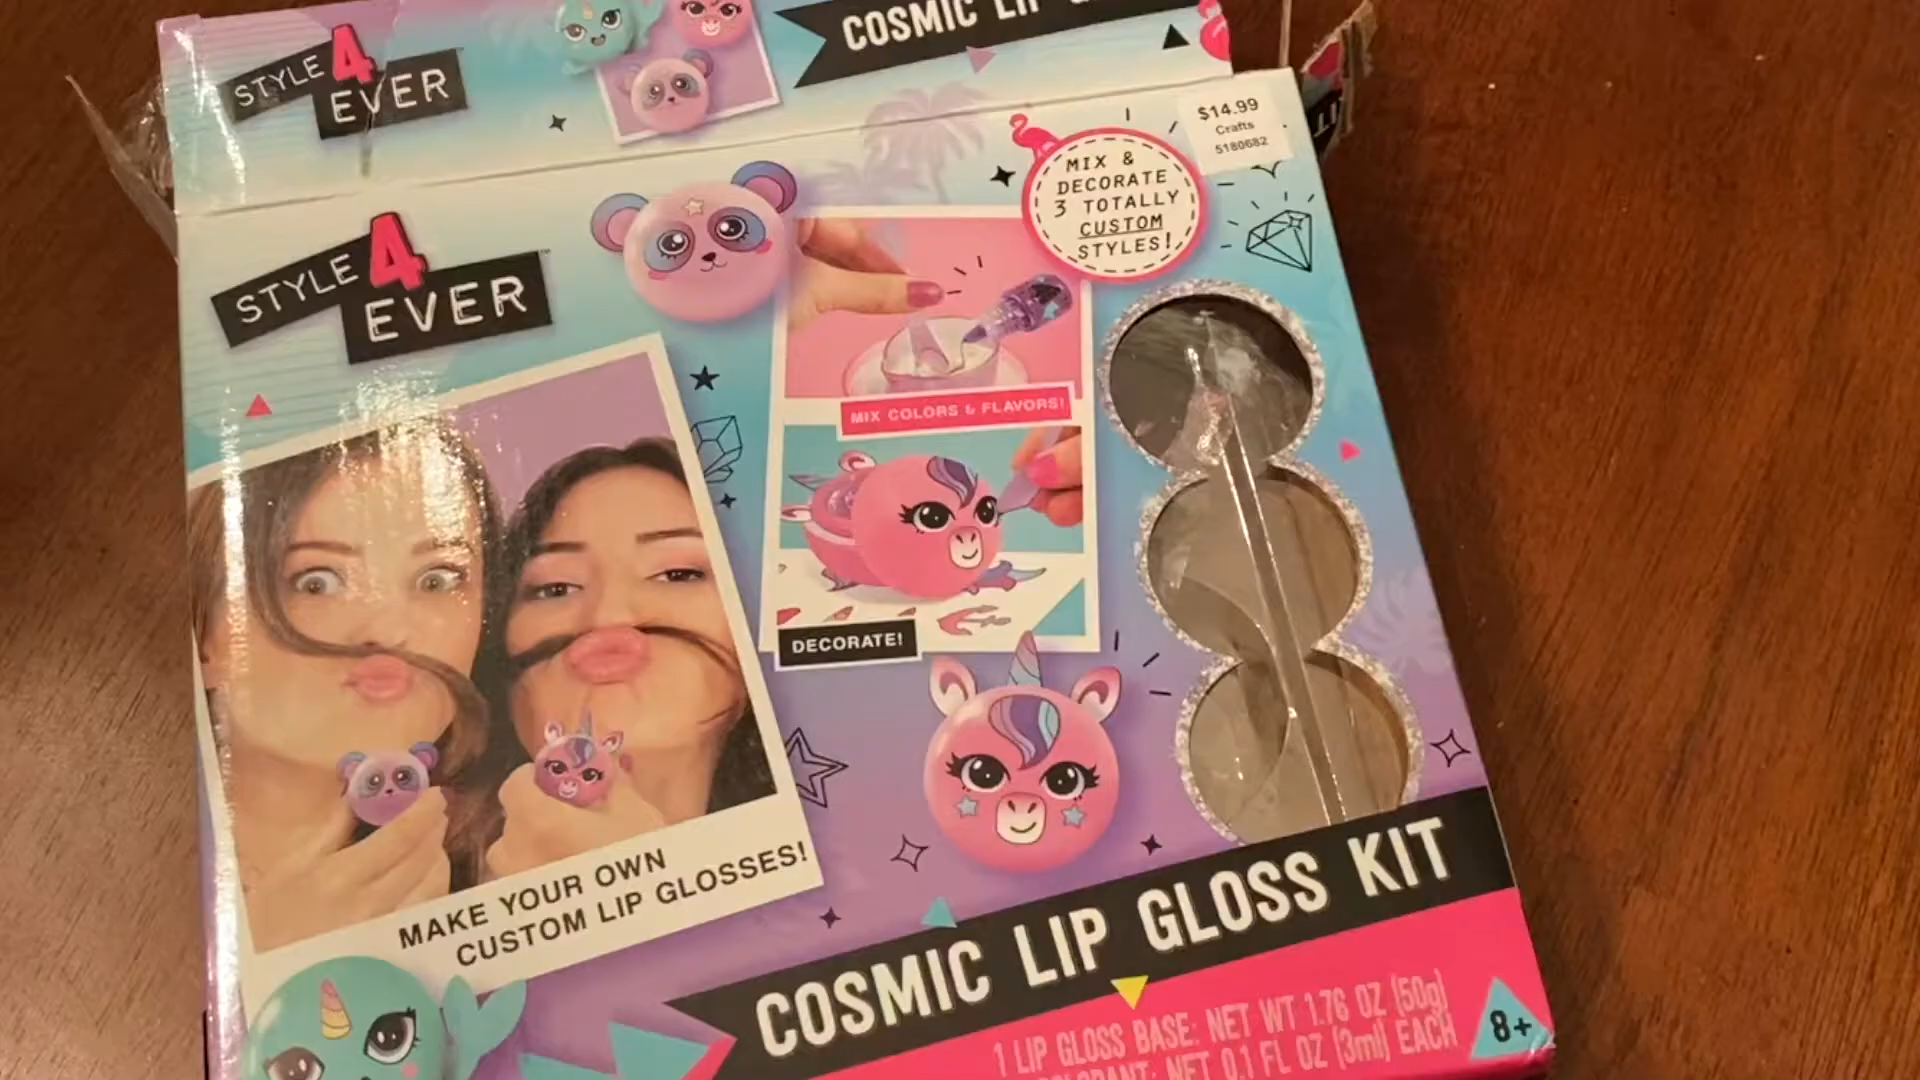 STYLE 4 EVER
COSMIC LIP
$14.99
Crafts
5180682
MIX &
DECORATE
3 TOTALLY
CUSTOM
STYLES!
STYLE 4 EVER
MIX COLORS & FLAVORS!
DECORATE!
MAKE YOUR OWN
CUSTOM LIP GLOSSES!
COSMIC LIP GLOSS KIT
1 LIP GLOSS BASE: NET WT 1.76 OZ (50g)
NET 0.1 FL OZ (3ml) EACH
8+